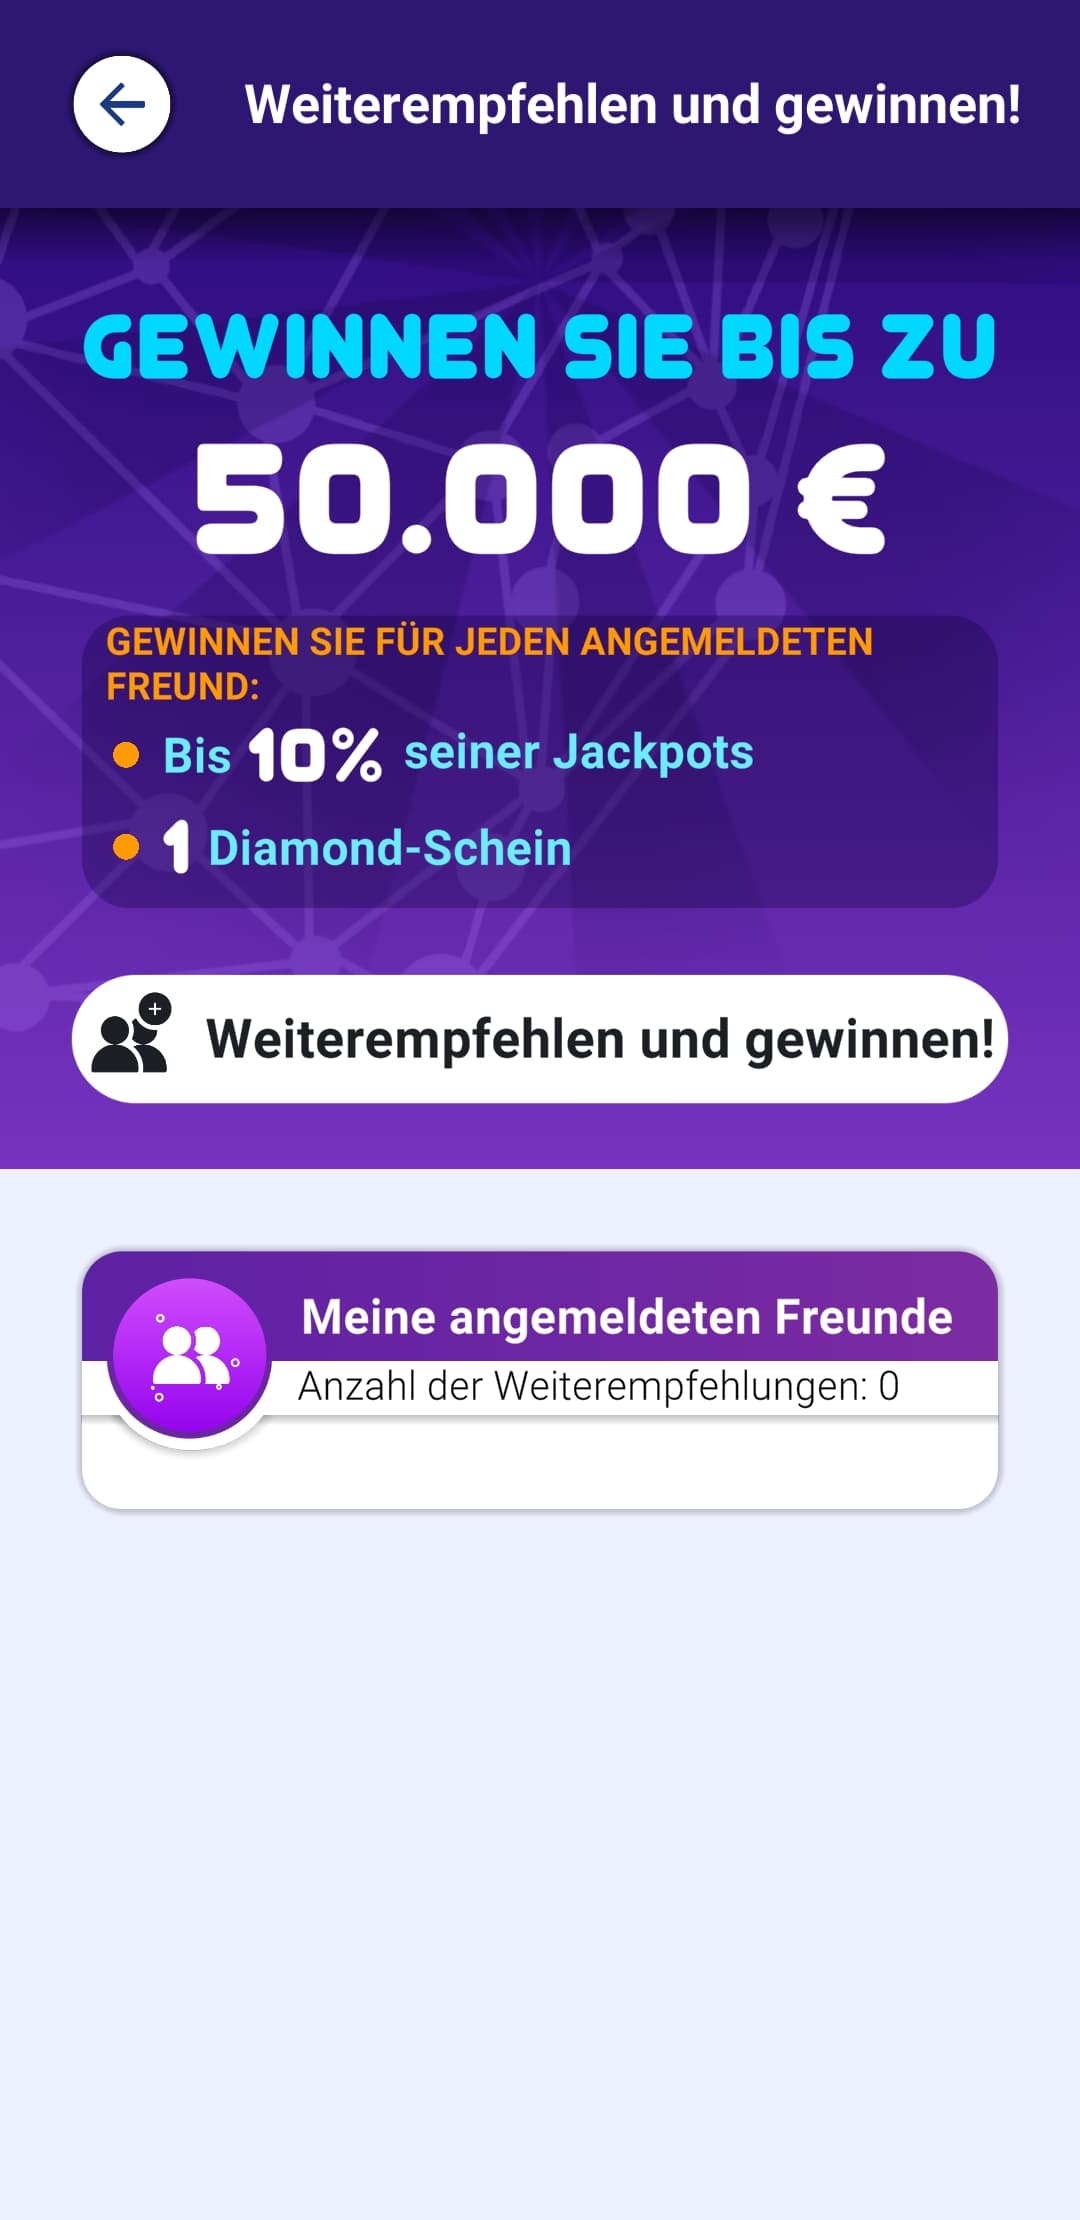 Weiterempfehlen und gewinnen!
GEWINNEN SIE BIS ZU
50.000 €
GEWINNEN SIE FÜR JEDEN ANGEMELDETEN
FREUND:
Bis 10% seiner Jackpots
1 Diamond-Schein
Weiterempfehlen und gewinnen!
Meine angemeldeten Freunde
Anzahl der Weiterempfehlungen: 0